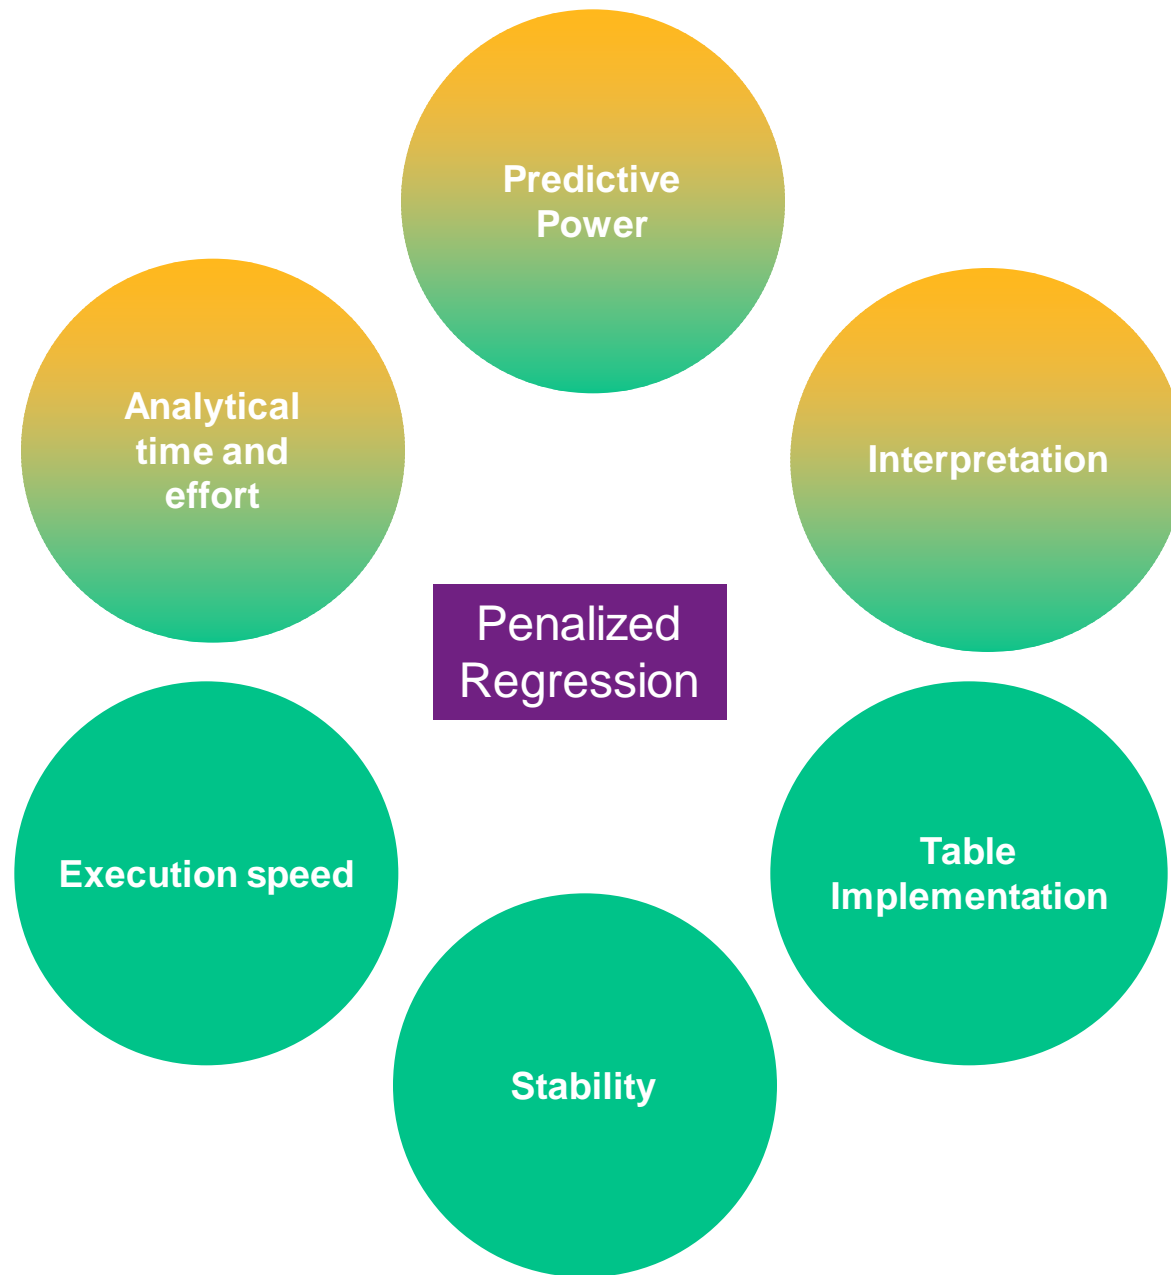 Predictive
Power
Analytical
time and
effort
Interpretation
Penalized
Regression
Execution speed
Table
Implementation
Stability